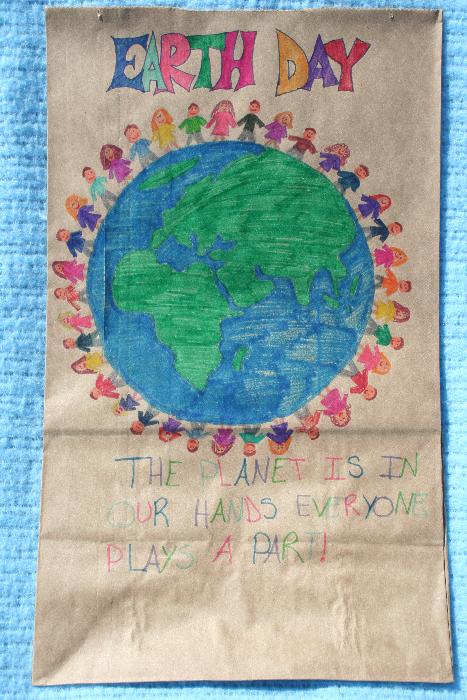 EARTH DAY
THE PLANET IS IN
OUR HANDS EVERYONE
PLAYS A PART!